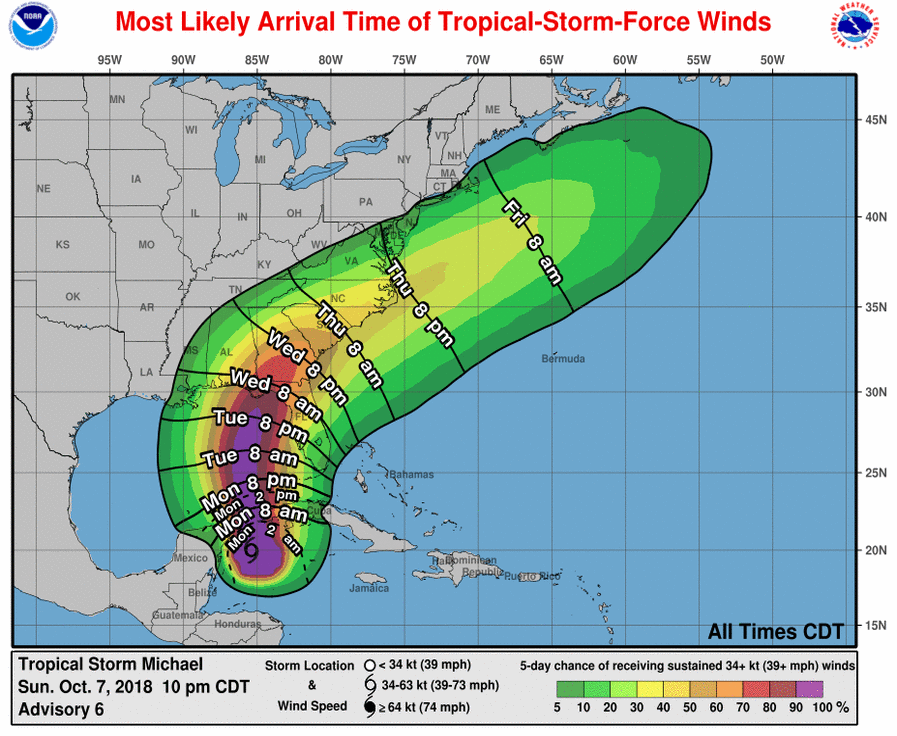 Most Likely Arrival Time of Tropical-Storm-Force Winds
NOAA
NATIONAL WEATHER SERVICE
95W 90W 85W 80W 75W 70W 65W 60W 55W 50W
MN
ME
45N
WI
VT
MI
NY
NH
MA
NE
IA
CT
PA
IL
IN
OH
40N
Fri 8 am
KS
MO
WV
DE
KY
VA
Thu 8 pm
OK
TN
AR
NC
35N
Thu 8 am
MS
AL
Wed 8 pm
Bermuda
LA
Wed 8 am
30N
FL
Tue 8 pm
Tue 8 am
Bahamas
25N
Mon 8 pm
Mon 2 pm
Mon 8 am
Cuba
Mon 2 am
Mexico
20N
Haiti
Dominican
Republic
Puerto Rico
Belize
Jamaica
Guatemala
Honduras
15N
All Times CDT
Tropical Storm Michael
Sun. Oct. 7, 2018 10 pm CDT
Advisory 6
Storm Location
&
Wind Speed
< 34 kt (39 mph)
34-63 kt (39-73 mph)
≥ 64 kt (74 mph)
5-day chance of receiving sustained 34+ kt (39+ mph) winds
5 10 20 30 40 50 60 70 80 90 100 %